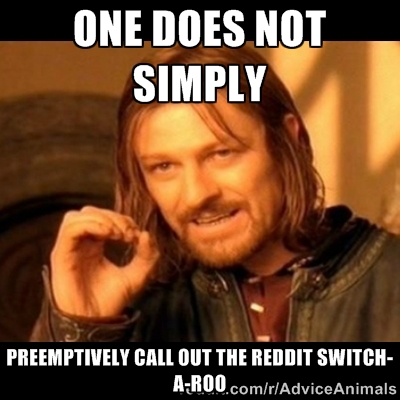 ONE DOES NOT
SIMPLY
PREEMPTIVELY CALL OUT THE REDDIT SWITCH-
A-ROO
.com/r/AdviceAnimals